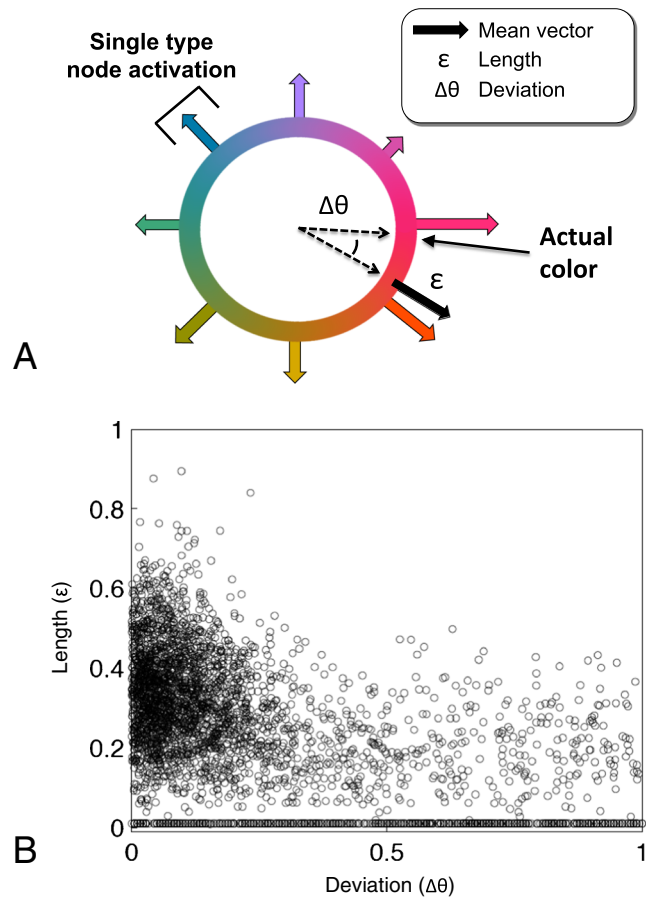 Single type
node activation
Mean vector
ε Length
Δθ Deviation
Δθ
Actual
color
ε
A
1
0.8
0.6
0.4
0.2
0
Length (ε)
B
0 0.5 1
Deviation (Δθ)